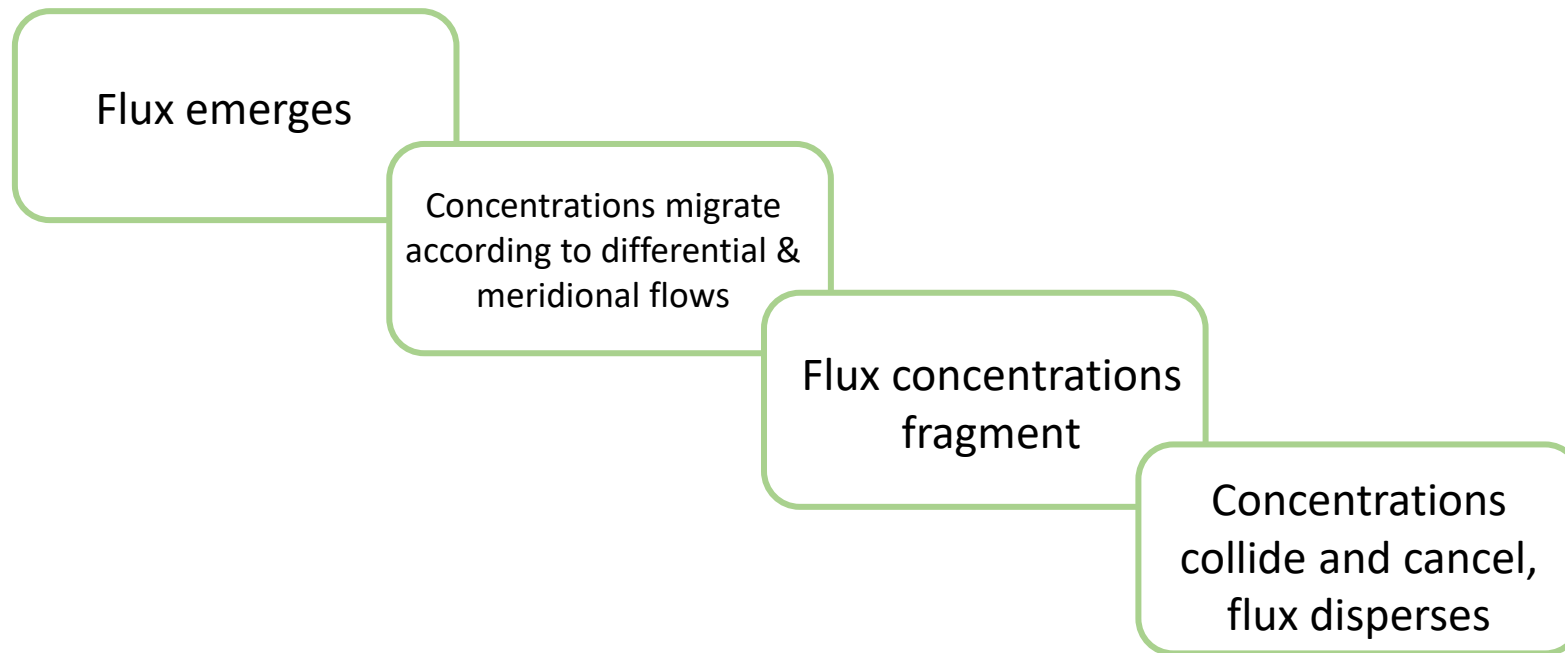 Flux emerges
Concentrations migrate
according to differential &
meridional flows
Flux concentrations
fragment
Concentrations
collide and cancel,
flux disperses